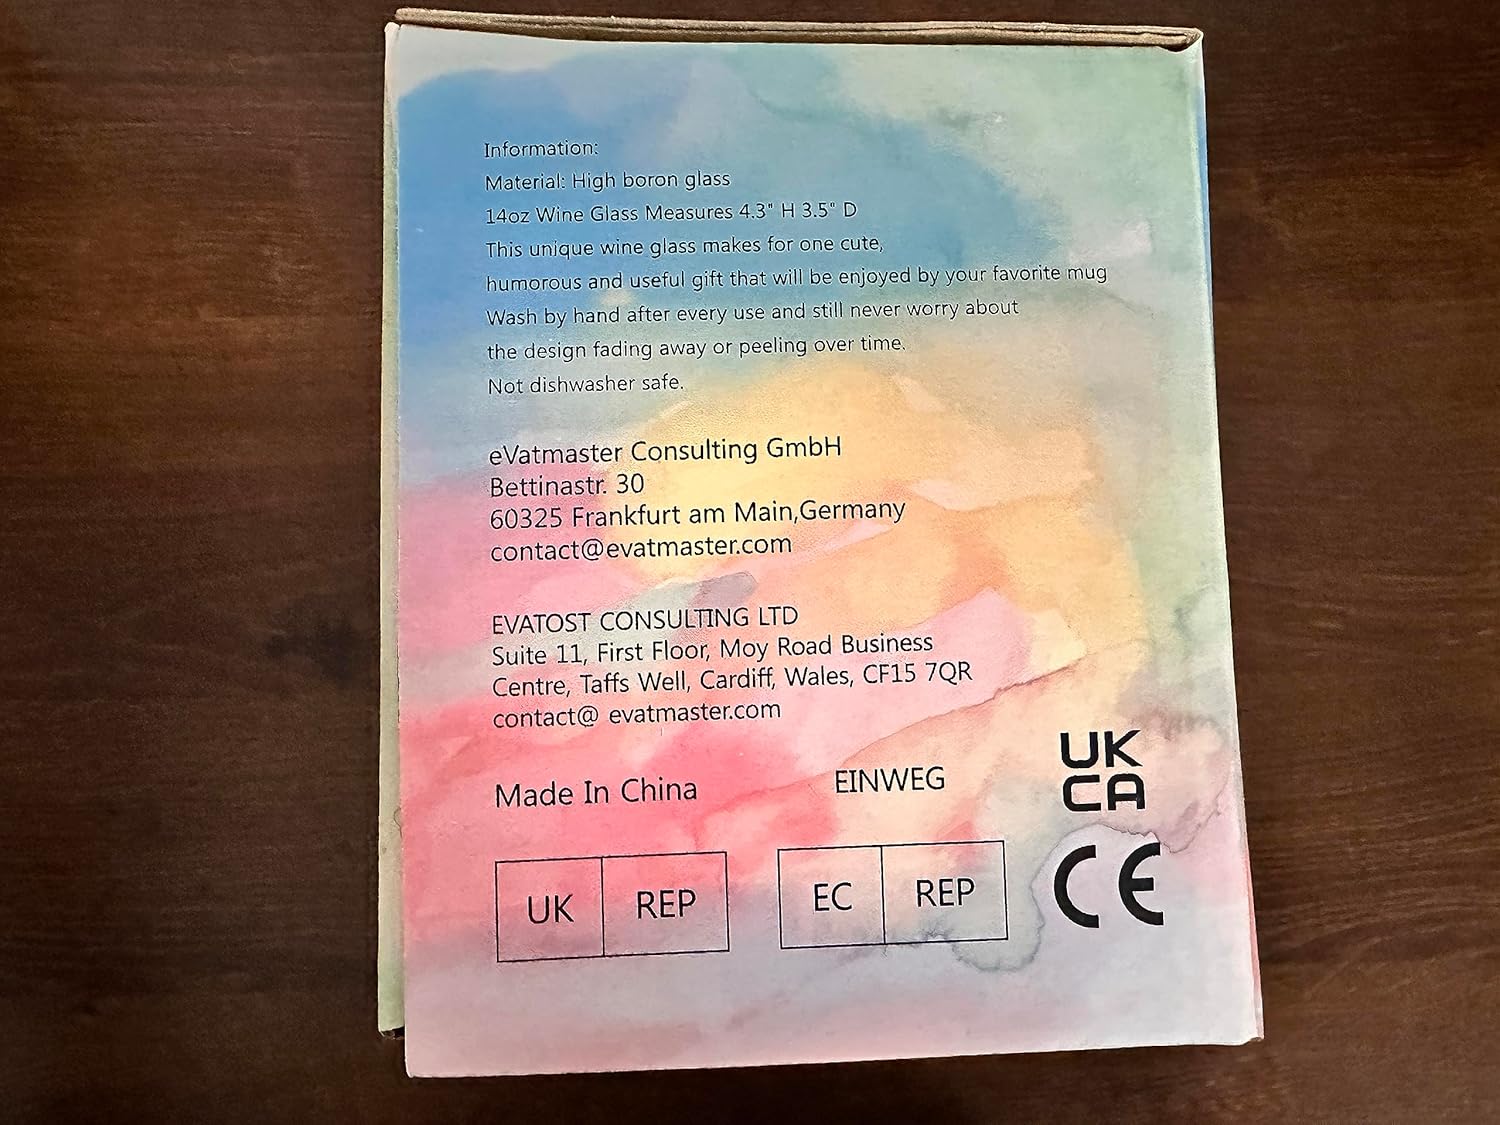 Information:
Material: High boron glass
14oz Wine Glass Measures 4.3" H 3.5" D
This unique wine glass makes for one cute,
humorous and useful gift that will be enjoyed by your favorite mug
Wash by hand after every use and still never worry about
the design fading away or peeling over time.
Not dishwasher safe.
eVatmaster Consulting GmbH
Bettinastr. 30
60325 Frankfurt am Main,Germany
contact@evatmaster.com
EVATOST CONSULTING LTD
Suite 11, First Floor, Moy Road Business
Centre, Taffs Well, Cardiff, Wales, CF15 7QR
contact@ evatmaster.com
Made In China
EINWEG
UK
CA
UK REP
EC REP
CE